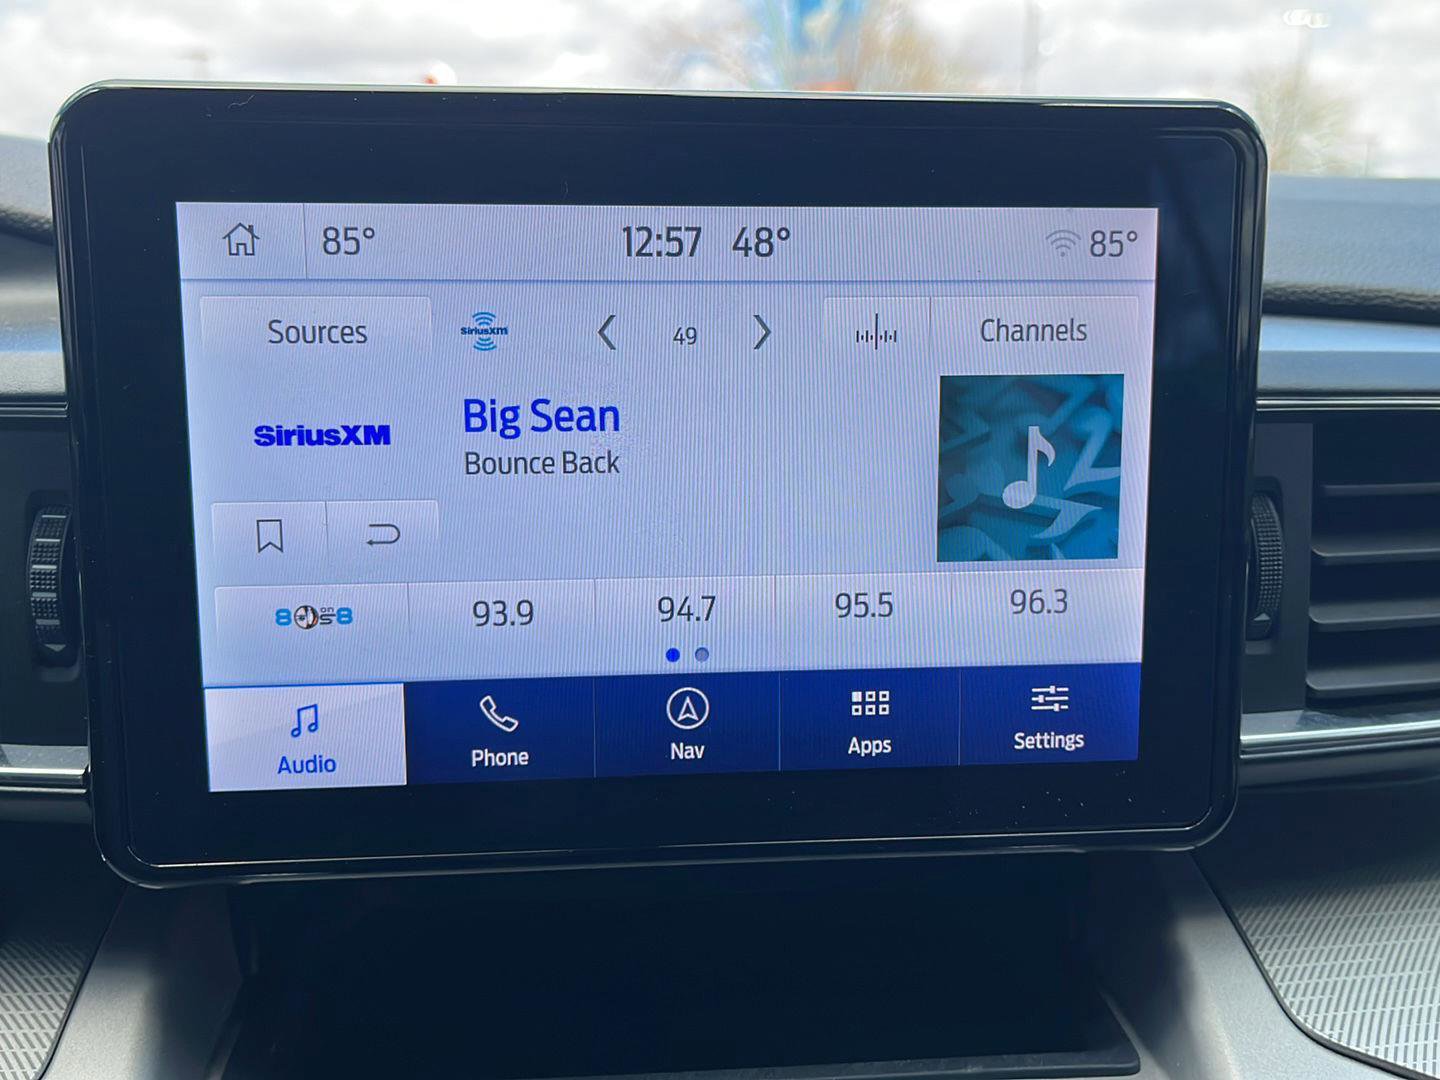 85° 12:57 48° 85°
Sources SiriusXM 49 Channels
SiriusXM Big Sean
Bounce Back
80s on 8 93.9 94.7 95.5 96.3
Audio Phone Nav Apps Settings